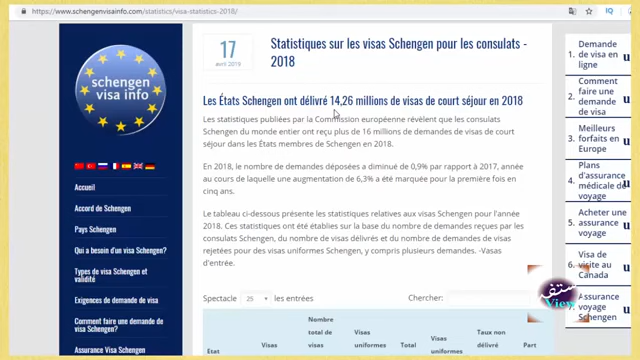 https://www.schengenvisainfo.com/statistics/visa-statistics-2018/
schengen
visa info
Accueil
Accord de Schengen
Pays Schengen
Qui a besoin d'un visa Schengen?
Types de visa Schengen et
validité
Exigences de demande de visa
Comment faire une demande de
visa Schengen?
Assurance Visa Schengen
17
avril 2019
Statistiques sur les visas Schengen pour les consulats -
2018
Les États Schengen ont délivré 14,26 millions de visas de court séjour en 2018
Les statistiques publiées par la Commission européenne révèlent que les consulats
Schengen du monde entier ont reçu plus de 16 millions de demandes de visas de court
séjour dans les États membres de Schengen en 2018.
En 2018, le nombre de demandes déposées a diminué de 0,9% par rapport à 2017, année
au cours de laquelle une augmentation de 6,3% a été marquée pour la première fois en
cinq ans.
Le tableau ci-dessous présente les statistiques relatives aux visas Schengen pour l'année
2018. Ces statistiques ont été établies sur la base du nombre de demandes reçues par les
consulats Schengen, du nombre de visas délivrés et du nombre de demandes de visas
rejetées pour des visas uniformes Schengen, y compris plusieurs demandes. -Vasas
d'entrée.
Spectacle 25 les entrées
Chercher:
Etat
Visas
Nombre
total de
visas
Visas
uniformes
Total
Visas
uniformes
Taux non
délivré
Part
1. Demande
de visa en
ligne
2. Comment
faire une
demande
de visa
3. Meilleurs
forfaits en
Europe
4. Plans
d'assurance
médicale de
voyage
5. Acheter une
assurance
voyage
6. Visa de
visite au
Canada
7. Assurance
voyage
Schengen
View